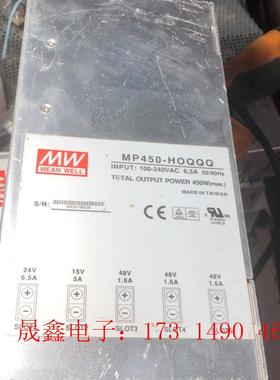 MW
MEAN WELL
MP450-HOQQQ
INPUT: 100-240VAC 6.3A 50/60Hz
TOTAL OUTPUT POWER 450W(max.)
MADE IN TAIWAN
S/N:
CE
24V 15V 48V 48V 48V
6.5A 5A 1.6A 1.6A 1.6A
SLOT3 SLOT4
晟鑫电子：173 1490 46